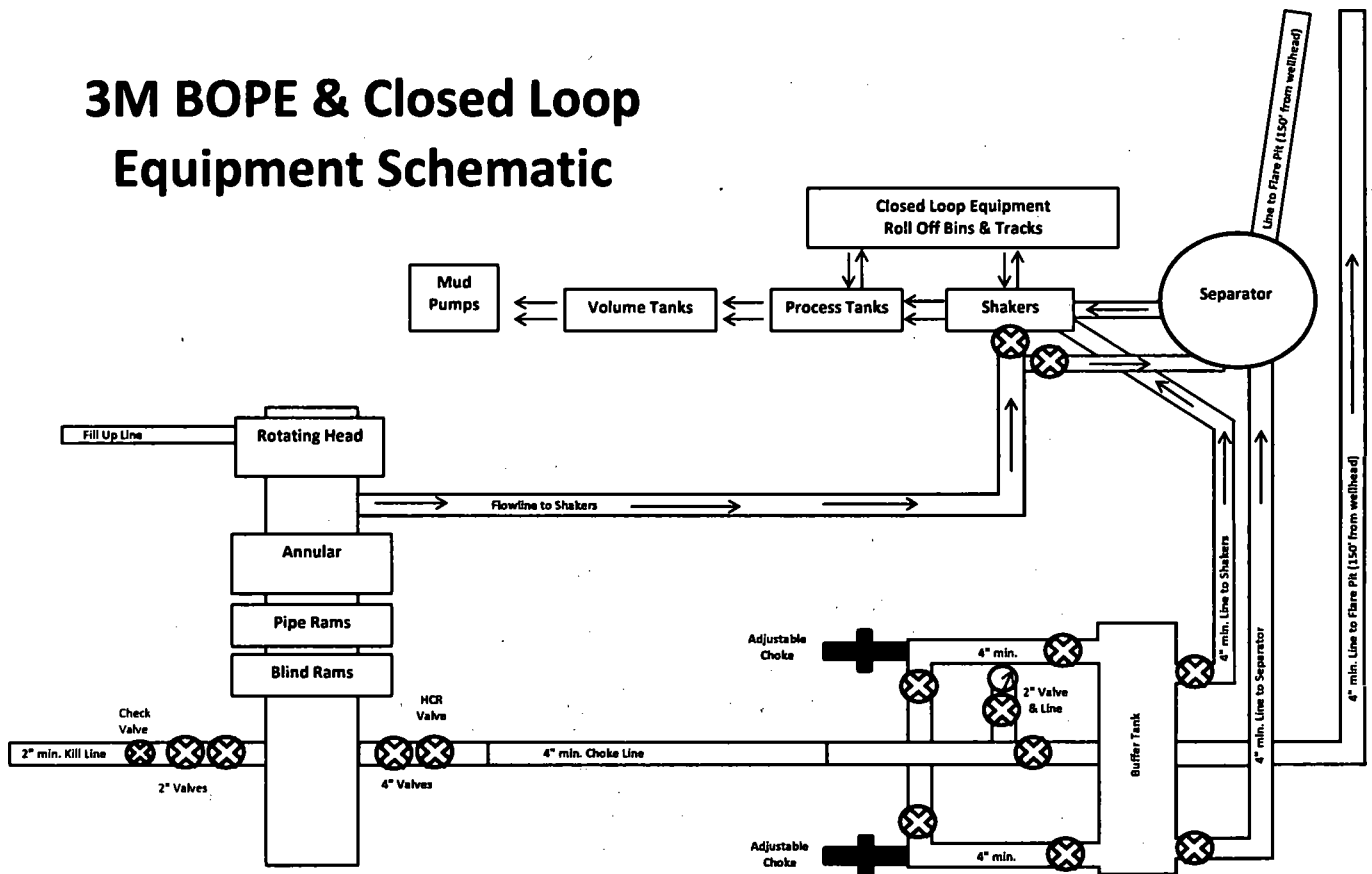 3M BOPE & Closed Loop
Equipment Schematic
Closed Loop Equipment
Roll Off Bins & Tracks
Line to Flare Pit (150' from wellhead)
Mud
Pumps
Volume Tanks
Process Tanks
Shakers
Separator
Fill Up Line
Rotating Head
Flowline to Shakers
Annular
Pipe Rams
Blind Rams
Adjustable
Choke
4" min.
2" Valve
& Line
4" min. Line to Shakers
4" min. Line to Separator
4" min. Line to Flare Pit (150' from wellhead)
Check
Valve
HCR
Valve
2" min. Kill Line
4" min. Choke Line
Buffer Tank
2" Valves
4" Valves
Adjustable
Choke
4" min.